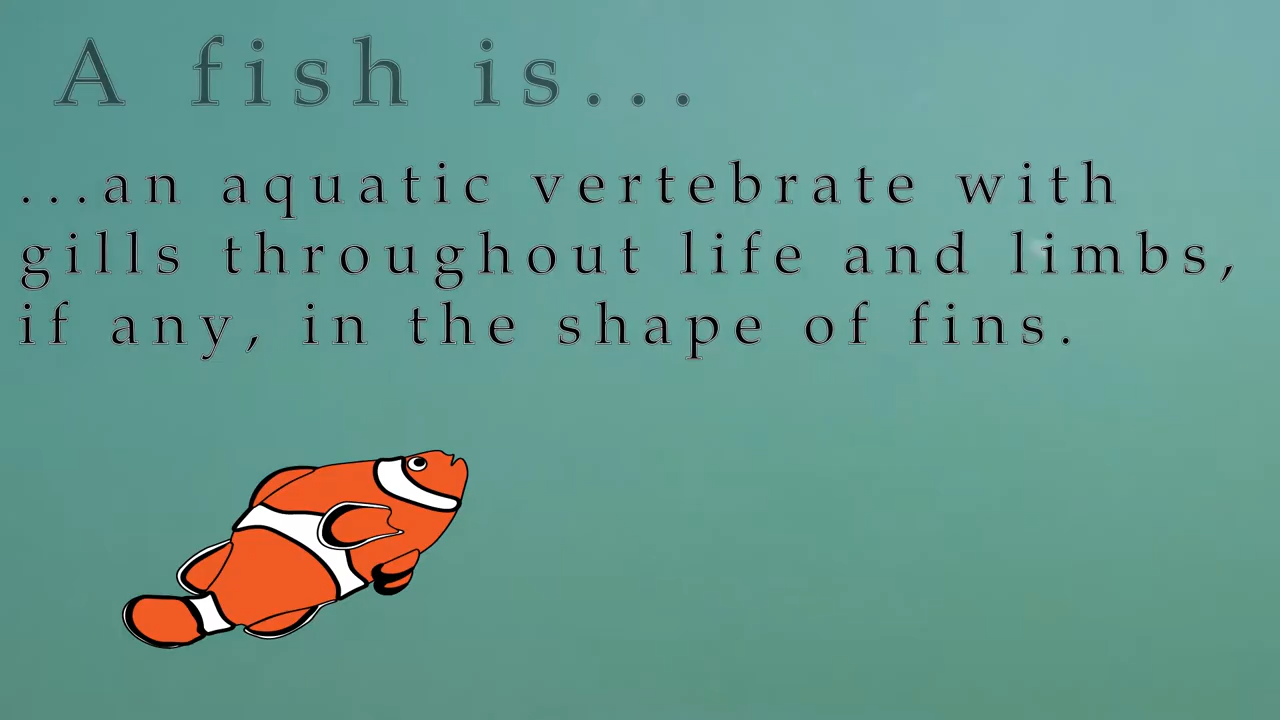 A fish is...
...an aquatic vertebrate with
gills throughout life and limbs,
if any, in the shape of fins.